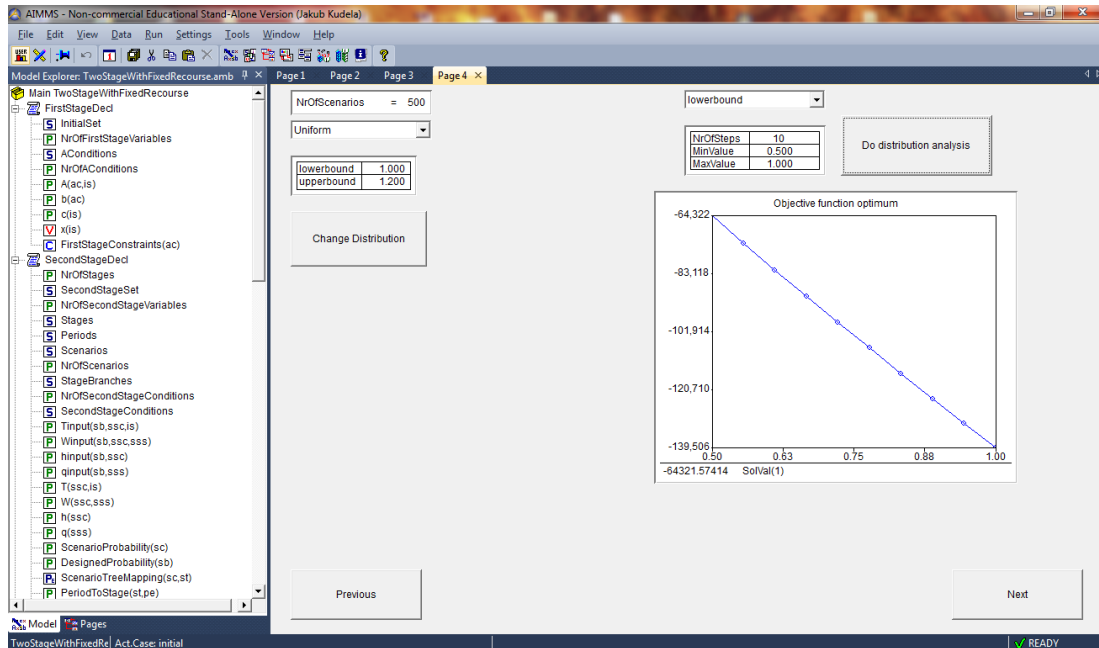 AIMMS - Non-commercial Educational Stand-Alone Version (Jakub Kudela)
File Edit View Data Run Settings Tools Window Help
Model Explorer: TwoStageWithFixedRecourse.amb
Page 1 Page 2 Page 3 Page 4
Main TwoStageWithFixedRecourse
FirstStageDecl
S InitialSet
P NrOfFirstStageVariables
S AConditions
P NrOfAConditions
P A(ac,is)
P b(ac)
P c(is)
V x(is)
C FirstStageConstraints(ac)
SecondStageDecl
P NrOfStages
S SecondStageSet
P NrOfSecondStageVariables
S Stages
S Periods
S Scenarios
P NrOfScenarios
S StageBranches
P NrOfSecondStageConditions
S SecondStageConditions
P Tinput(sb,ssc,is)
P Winput(sb,ssc,sss)
P hinput(sb,ssc)
P qinput(sb,sss)
P T(ssc,is)
P W(ssc,sss)
P h(ssc)
P q(sss)
P ScenarioProbability(sc)
P DesignedProbability(sb)
P ScenarioTreeMapping(sc,st)
P PeriodToStage(st,pe)
Model Pages
NrOfScenarios = 500
Uniform
lowerbound 1.000
upperbound 1.200
Change Distribution
lowerbound
NrOfSteps 10
MinValue 0.500
MaxValue 1.000
Do distribution analysis
Objective function optimum
-64,322
-83,118
-101,914
-120,710
-139,506
0.50 0.63 0.75 0.88 1.00
-64321.57414 SolVal(1)
Previous
Next
TwoStageWithFixedRe Act.Case: initial
READY